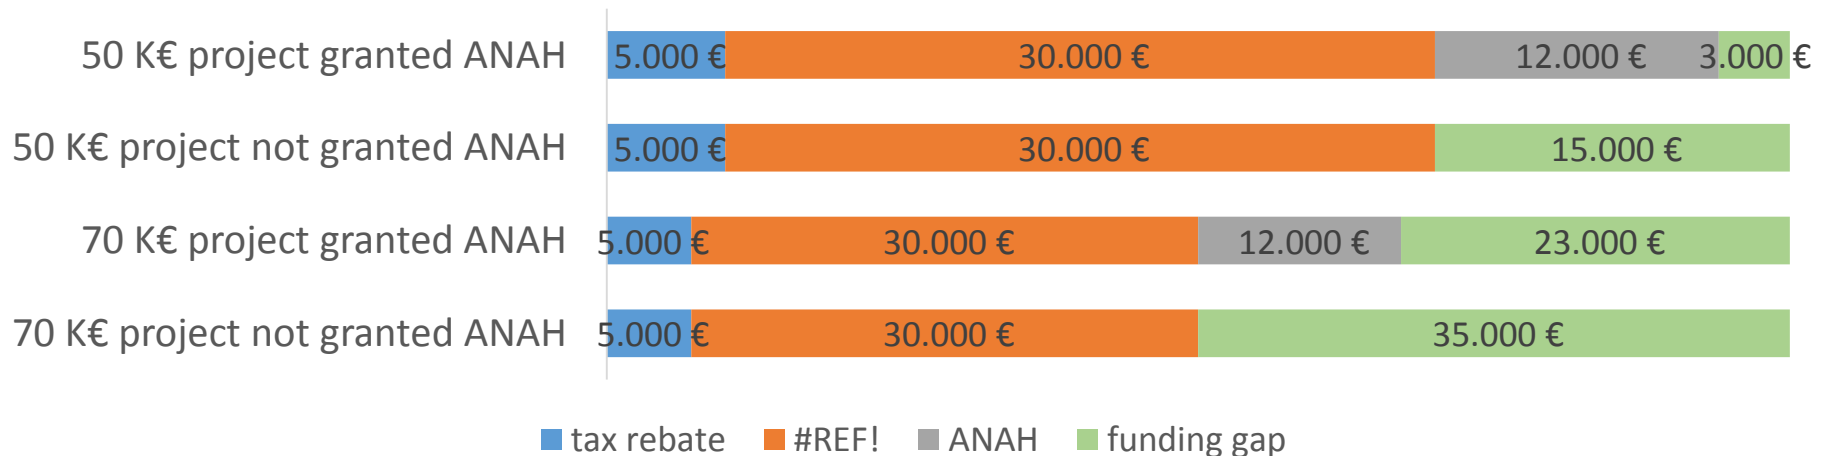 50 K€ project granted ANAH 5.000 € 30.000 € 12.000 € 3.000 €
50 K€ project not granted ANAH 5.000 € 30.000 € 15.000 €
70 K€ project granted ANAH 5.000 € 30.000 € 12.000 € 23.000 €
70 K€ project not granted ANAH 5.000 € 30.000 € 35.000 €
tax rebate #REF! ANAH funding gap